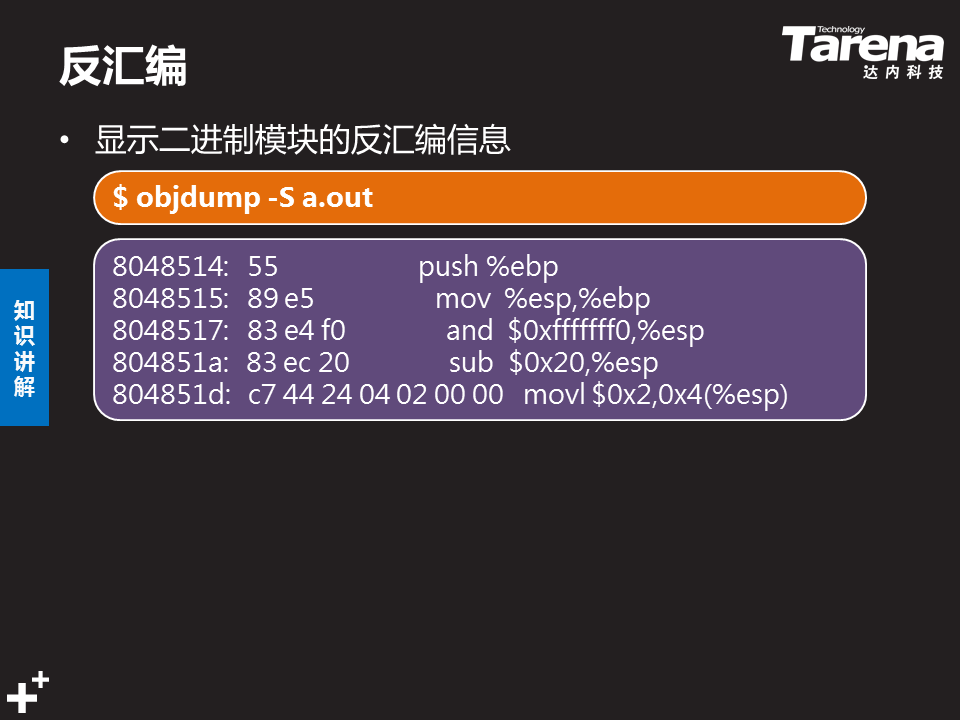 反汇编
Technology
Tarena
达内科技
• 显示二进制模块的反汇编信息
$ objdump -S a.out
8048514: 55 push %ebp
8048515: 89 e5 mov %esp,%ebp
8048517: 83 e4 f0 and $0xfffffff0,%esp
804851a: 83 ec 20 sub $0x20,%esp
804851d: c7 44 24 04 02 00 00 movl $0x2,0x4(%esp)
知识讲解